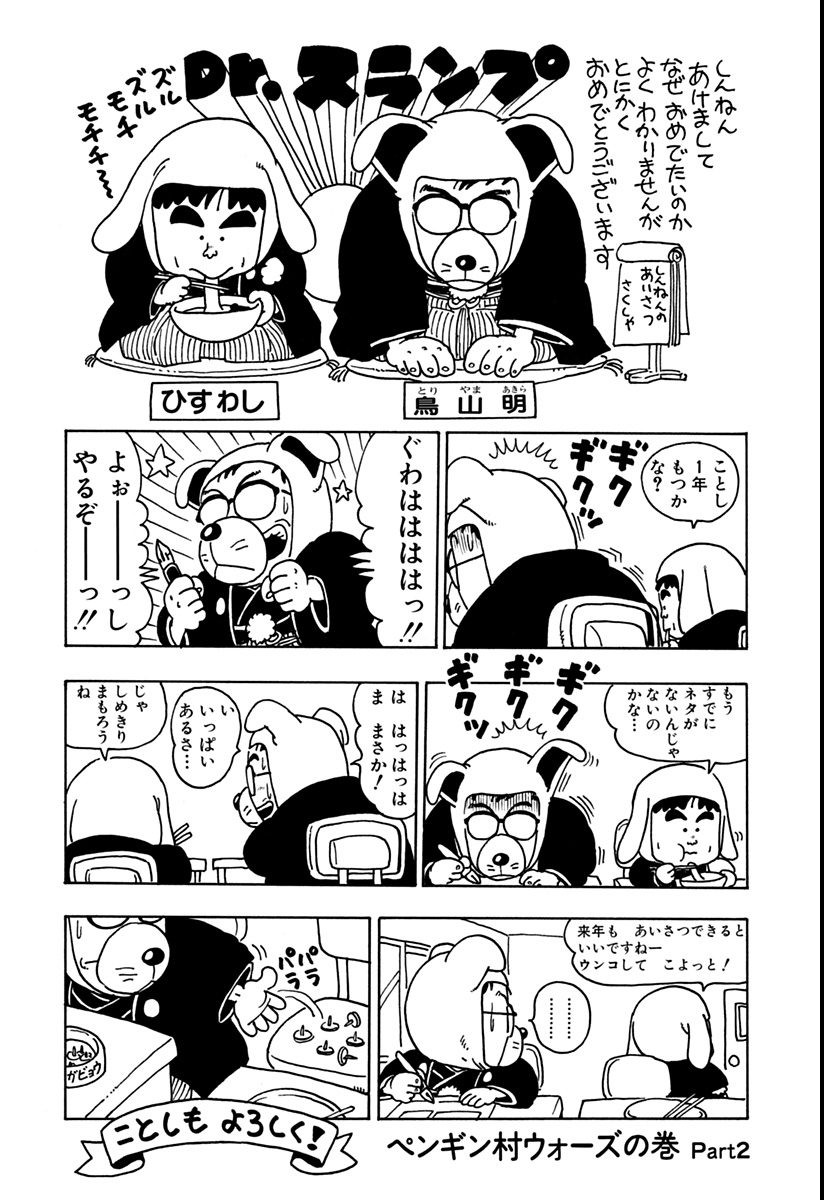 Dr.スランプ
しんねん
あけまして
なぜ おめでたいのか
よく わかりませんが
とにかく
おめでとうございます
しんねんの
あいさつ
さくしゃ
ズルズル
モチモチ
モチチ〜
鳥山明
とり やま あきら
ひすわし
ことし
1年
もつか
な?
ギク
ギクッ
ぐわははははっ!!
よぉーーっし
やるぞーーっ!!
もう
すでに
ネタが
ないんじゃ
ないの
かな…
ギク
ギク
ギクッ
は はっはっは
ま まさか!
い
いっぱい
あるさ…
じゃ
しめきり
まもろう
ね
来年も あいさつできると
いいですねー
ウンコして こよっと!
………
パラパラ
ガビョウ
ことしも よろしく!
ペンギン村ウォーズの巻 Part2